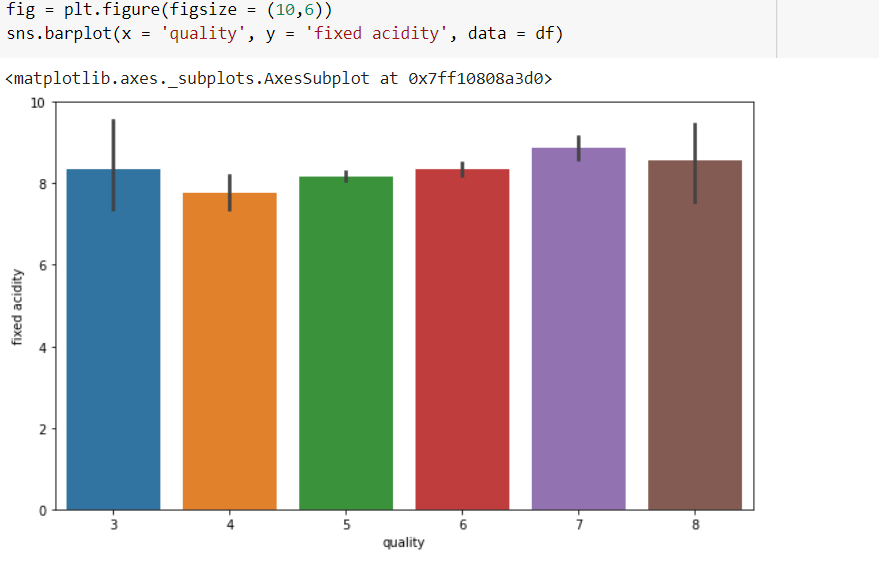 fig = plt.figure(figsize = (10,6))
sns.barplot(x = 'quality', y = 'fixed acidity', data = df)
<matplotlib.axes._subplots.AxesSubplot at 0x7ff10808a3d0>
10
8
6
4
2
0
fixed acidity
3 4 5 6 7 8
quality